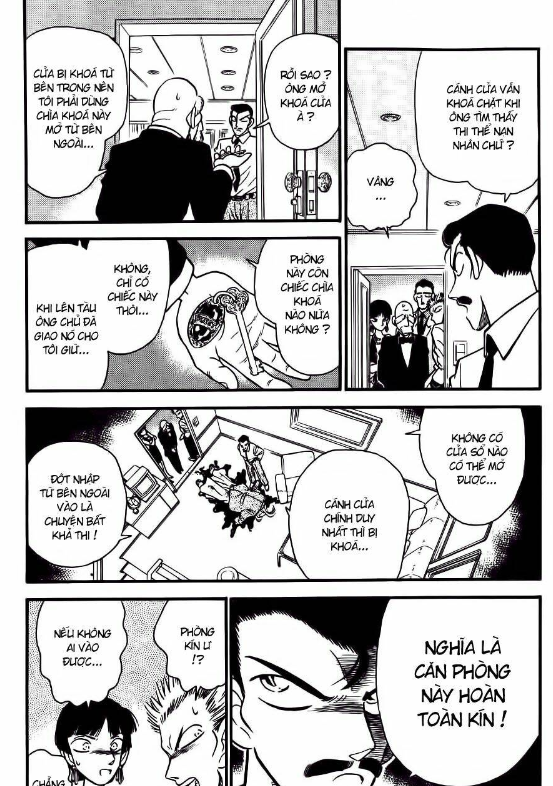 CÁNH CỬA VẪN
KHOÁ CHẶT KHI
ÔNG TÌM THẤY
THI THỂ NẠN
NHÂN CHỨ ?
VÂNG
...
RỒI SAO ?
ÔNG MỞ
KHOÁ CỬA
À ?
CỬA BỊ KHOÁ TỪ
BÊN TRONG NÊN
TÔI PHẢI DÙNG
CHÌA KHOÁ NÀY
MỞ TỪ BÊN
NGOÀI...
PHÒNG
NÀY CÒN
CHIẾC CHÌA
KHOÁ
NÀO NỮA
KHÔNG ?
KHÔNG,
CHỈ CÓ
CHIẾC NÀY
THÔI...
KHI LÊN TÀU
ÔNG CHỦ ĐÃ
GIAO NÓ CHO
TÔI GIỮ...
KHÔNG CÓ
CỬA SỔ NÀO
CÓ THỂ MỞ
ĐƯỢC...
CÁNH CỬA
CHÍNH DUY
NHẤT THÌ BỊ
KHOÁ...
ĐỘT NHẬP
TỪ BÊN NGOÀI
VÀO LÀ
CHUYỆN BẤT
KHẢ THI !
NGHĨA LÀ
CĂN PHÒNG
NÀY HOÀN
TOÀN KÍN !
PHÒNG
KÍN Ư
!?
NẾU KHÔNG
AI VÀO
ĐƯỢC...
CHẲNG